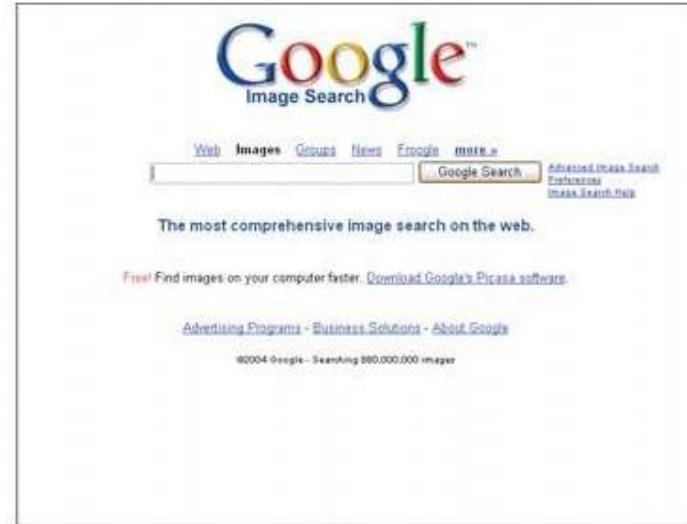 Google™
Image Search
Web Images Groups News Froogle more »
Google Search
Advanced Image Search
Preferences
Image Search Help
The most comprehensive image search on the web.
Free! Find images on your computer faster. Download Google's Picasa software.
Advertising Programs - Business Solutions - About Google
©2004 Google - Searching 880,000,000 images